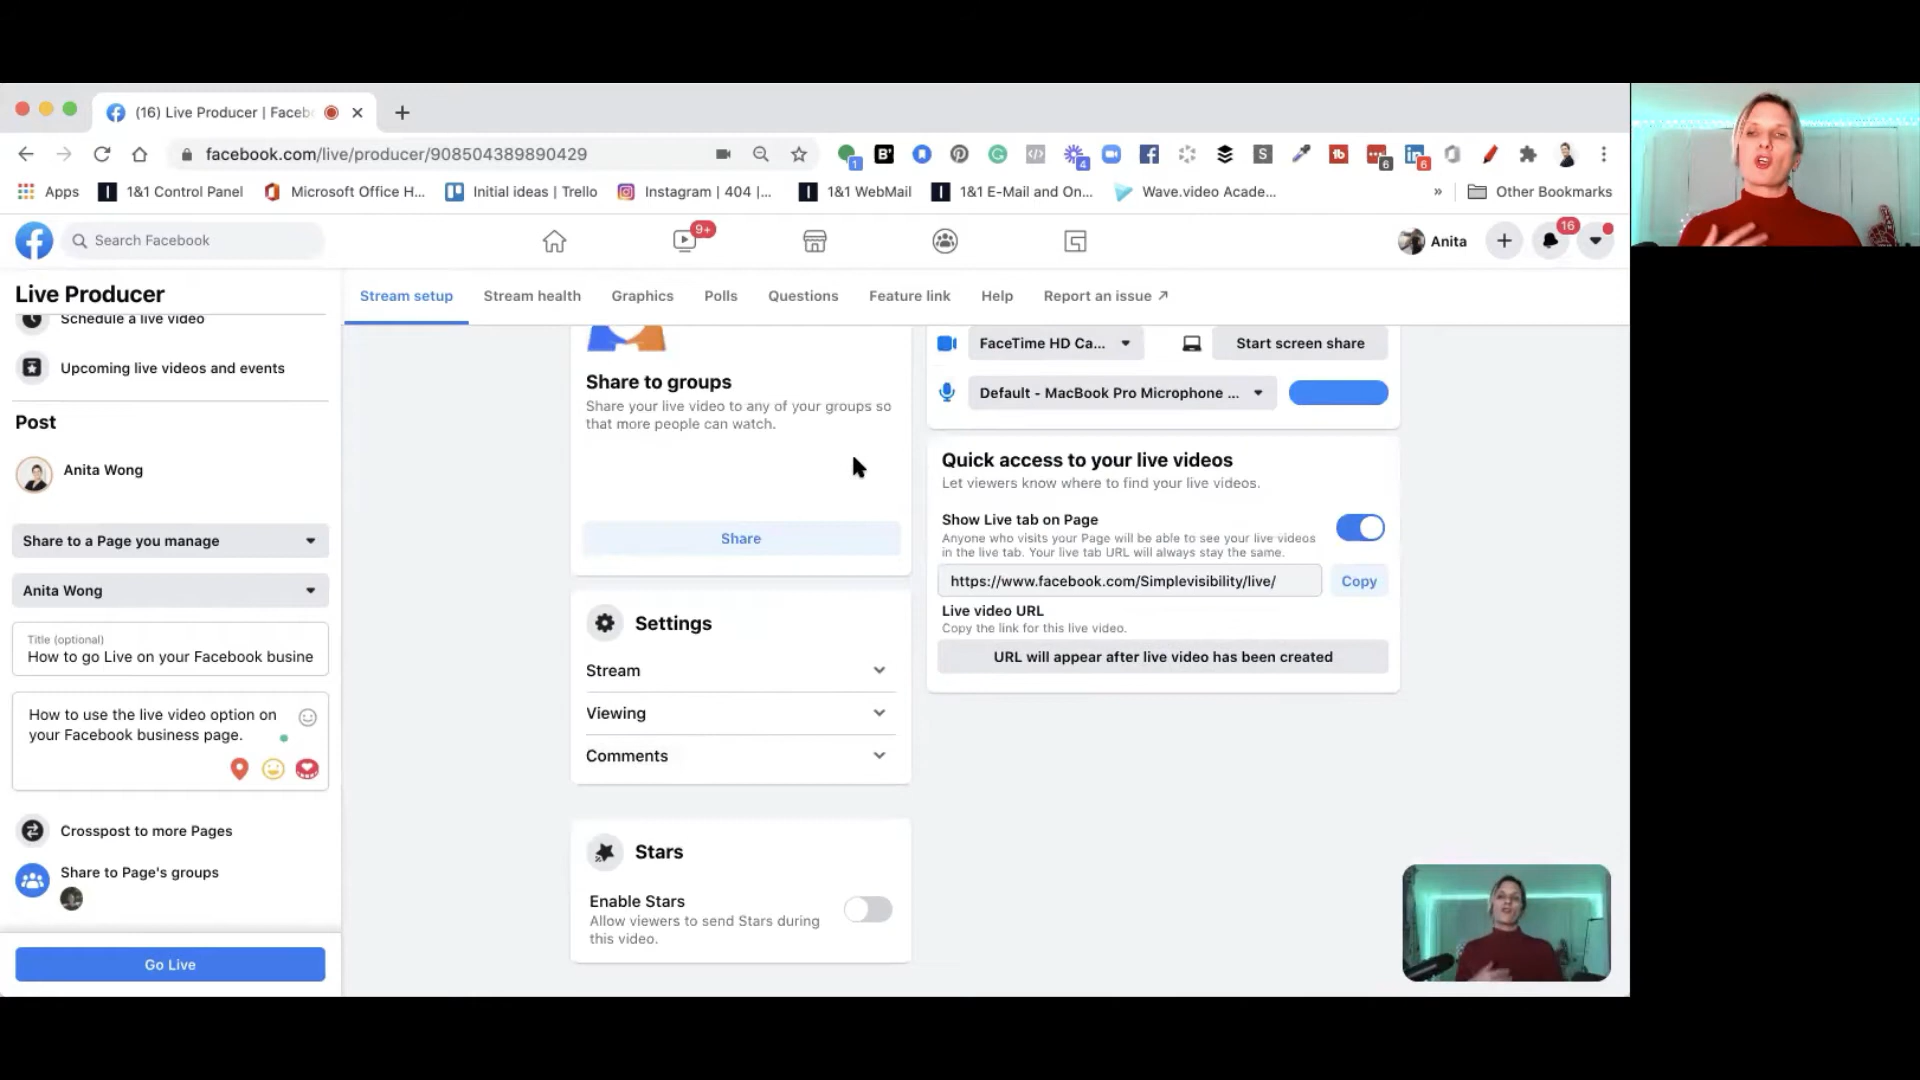 (16) Live Producer | Faceb
facebook.com/live/producer/908504389890429
1
B'
4
S
tb
6
6
Apps
1&1 Control Panel
Microsoft Office H...
Initial ideas | Trello
Instagram | 404 |...
1&1 WebMail
1&1 E-Mail and On...
Wave.video Acade...
»
Other Bookmarks
Search Facebook
9+
Anita
16
Live Producer
Schedule a live video
Upcoming live videos and events
Post
Anita Wong
Share to a Page you manage
Anita Wong
Title (optional)
How to go Live on your Facebook busine
How to use the live video option on
your Facebook business page.
Crosspost to more Pages
Share to Page's groups
Go Live
Stream setup
Stream health
Graphics
Polls
Questions
Feature link
Help
Report an issue
Share to groups
Share your live video to any of your groups so
that more people can watch.
Share
Settings
Stream
Viewing
Comments
Stars
Enable Stars
Allow viewers to send Stars during
this video.
FaceTime HD Ca...
Start screen share
Default - MacBook Pro Microphone ...
Quick access to your live videos
Let viewers know where to find your live videos.
Show Live tab on Page
Anyone who visits your Page will be able to see your live videos
in the live tab. Your live tab URL will always stay the same.
https://www.facebook.com/Simplevisibility/live/
Copy
Live video URL
Copy the link for this live video.
URL will appear after live video has been created